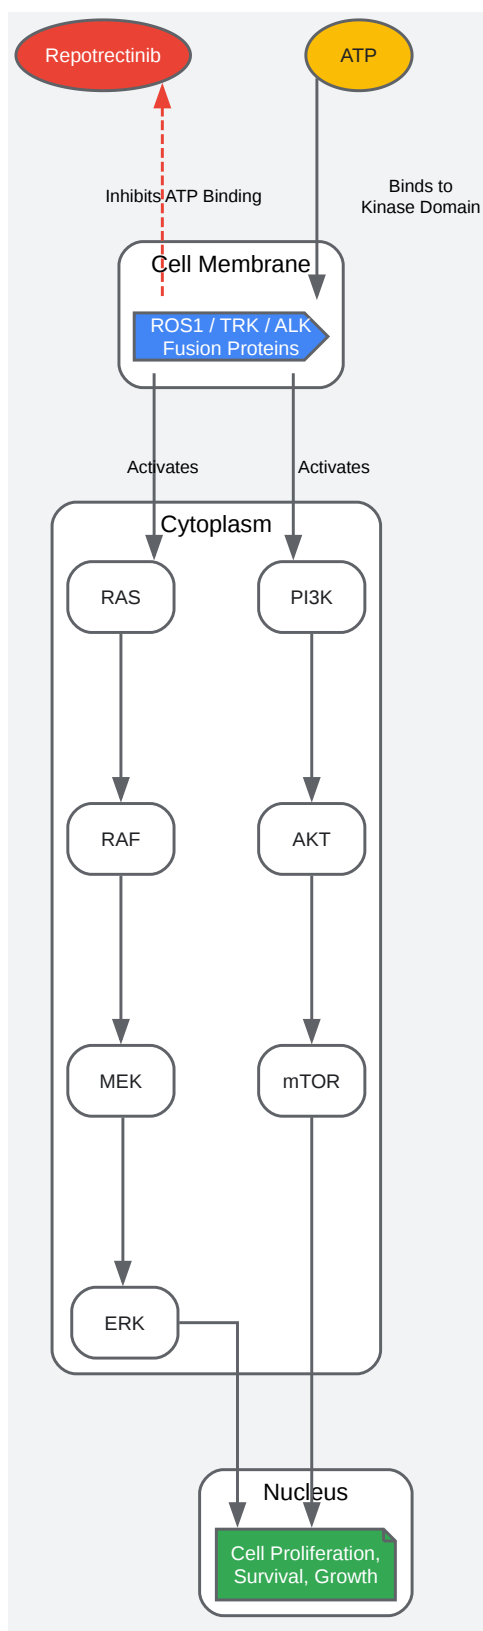 Repotrectinib
ATP
Inhibits ATP Binding
Binds to
Kinase Domain
Cell Membrane
ROS1 / TRK / ALK
Fusion Proteins
Activates
Activates
Cytoplasm
RAS
PI3K
RAF
AKT
MEK
mTOR
ERK
Nucleus
Cell Proliferation,
Survival, Growth